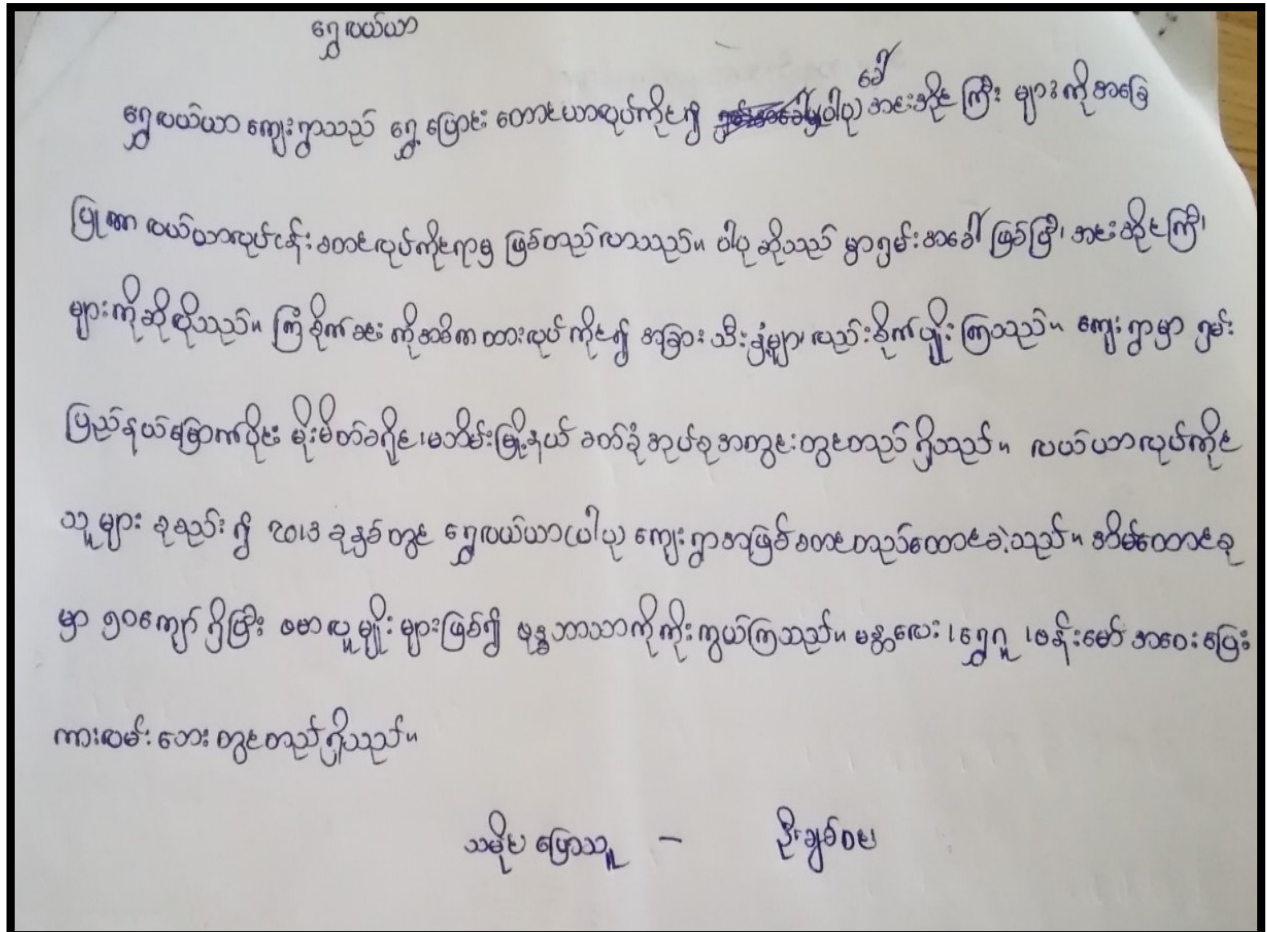 ရွှေလယ်ယာ
ရွှေလယ်ယာ ကျေးရွာသည် ရွှေ့ ပြောင်း တောင်ယာလုပ်ကိုင်၍ ပါပု) ခေါ် အင်းအိုင် ကြီး များကိုအခြေ
ပြုကာ လယ်ယာလုပ်ငန်း စတင်လုပ်ကိုင်ရာမှ ဖြစ်တည်လာသည်။ ပါပု ဆိုသည် မှာရှမ်းအခေါ် ဖြစ်ပြီး အင်းအိုင်ကြီး
များကိုဆိုလိုသည်။ ကြံစိုက်ခင်း ကိုအဓိကထားလုပ် ကိုင်၍ အခြား သီးနှံများ လည်းစိုက်ပျိုး ကြသည်။ ကျေးရွာမှာ ရှမ်း
ပြည်နယ်မြောက်ပိုင်း မိုးမိတ်ခရိုင် ၊မဘိမ်းမြို့နယ် အုပ်စုအတွင်းတွင်တည် ရှိသည်။ လယ်ယာလုပ်ကိုင်
သူများ စုစည်း ၍ ၂၀၁၃ ခုနှစ်တွင် ရွှေလယ်ယာ(ပါပု) ကျေးရွာအဖြစ် စတင်တည်ထောင်ခဲ့သည်။ အိမ်ထောင်စု
မှာ ၅၀ကျော် ရှိပြီး ဗမာလူမျိုး များဖြစ်၍ ဗုဒ္ဓဘာသာကိုကိုးကွယ်ကြသည်။ မန္တလေး ၊ရွှေကူ ၊ဗန်းမော် အဝေးပြေး
ကားလမ်း ဘေး တွင်တည်ရှိသည်။
သမိုင်း ပြောသူ — ဦးချစ်ဝေ